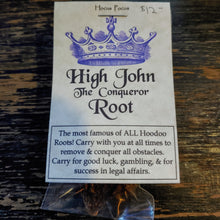 Hocus Pocus
$12-
High John
The Conqueror
Root
The most famous of ALL Hoodoo
Roots! Carry with you at all times to
remove & conquer all obstacles.
Carry for good luck, gambling, & for
success in legal affairs.